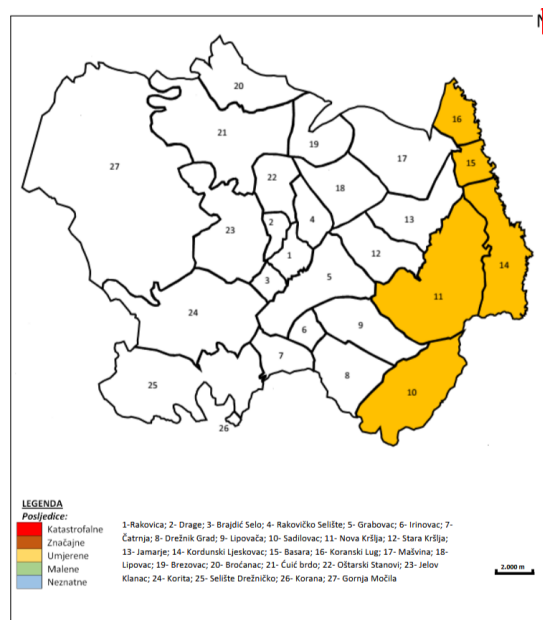 N
20
16
21
19
17
27
15
18
22
13
4
2
23
1
12
14
3
5
11
24
6
9
7
8
25
10
26
LEGENDA
Posljedice:
Katastrofalne
Značajne
Umjerene
Malene
Neznatne
1-Rakovica; 2- Drage; 3- Brajdić Selo; 4- Rakovičko Selište; 5- Grabovac; 6- Irinovac; 7-
Čatrnja; 8- Drežnik Grad; 9- Lipovača; 10- Sadilovac; 11- Nova Kršlja; 12- Stara Kršlja;
13- Jamarje; 14- Kordunski Ljeskovac; 15- Basara; 16- Koranski Lug; 17- Mašvina; 18-
Lipovac; 19- Brezovac; 20- Broćanac; 21- Ćuić brdo; 22- Oštarski Stanovi; 23- Jelov
Klanac; 24- Korita; 25- Selište Drežničko; 26- Korana; 27- Gornja Močila
2.000 m